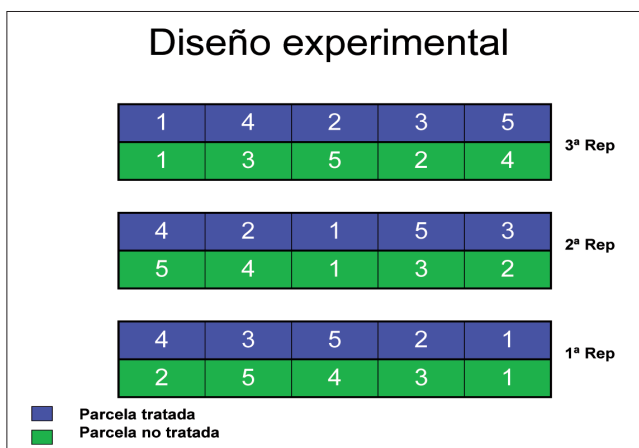 Diseño experimental
1 4 2 3 5
1 3 5 2 4
3ª Rep
4 2 1 5 3
5 4 1 3 2
2ª Rep
4 3 5 2 1
2 5 4 3 1
1ª Rep
Parcela tratada
Parcela no tratada